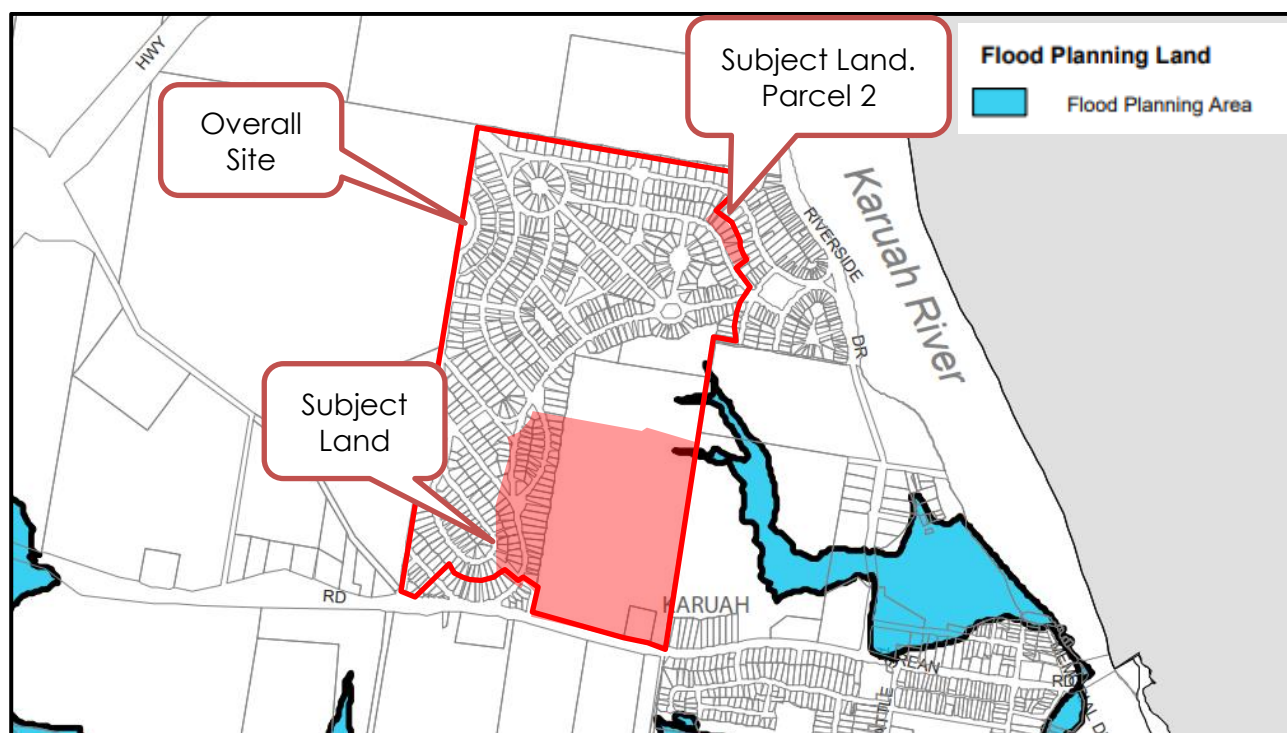 HWY
Overall
Site
Subject Land.
Parcel 2
Flood Planning Land
Flood Planning Area
RIVERSIDE
DR
Karuah River
Subject
Land
RD
KARUAH
RD